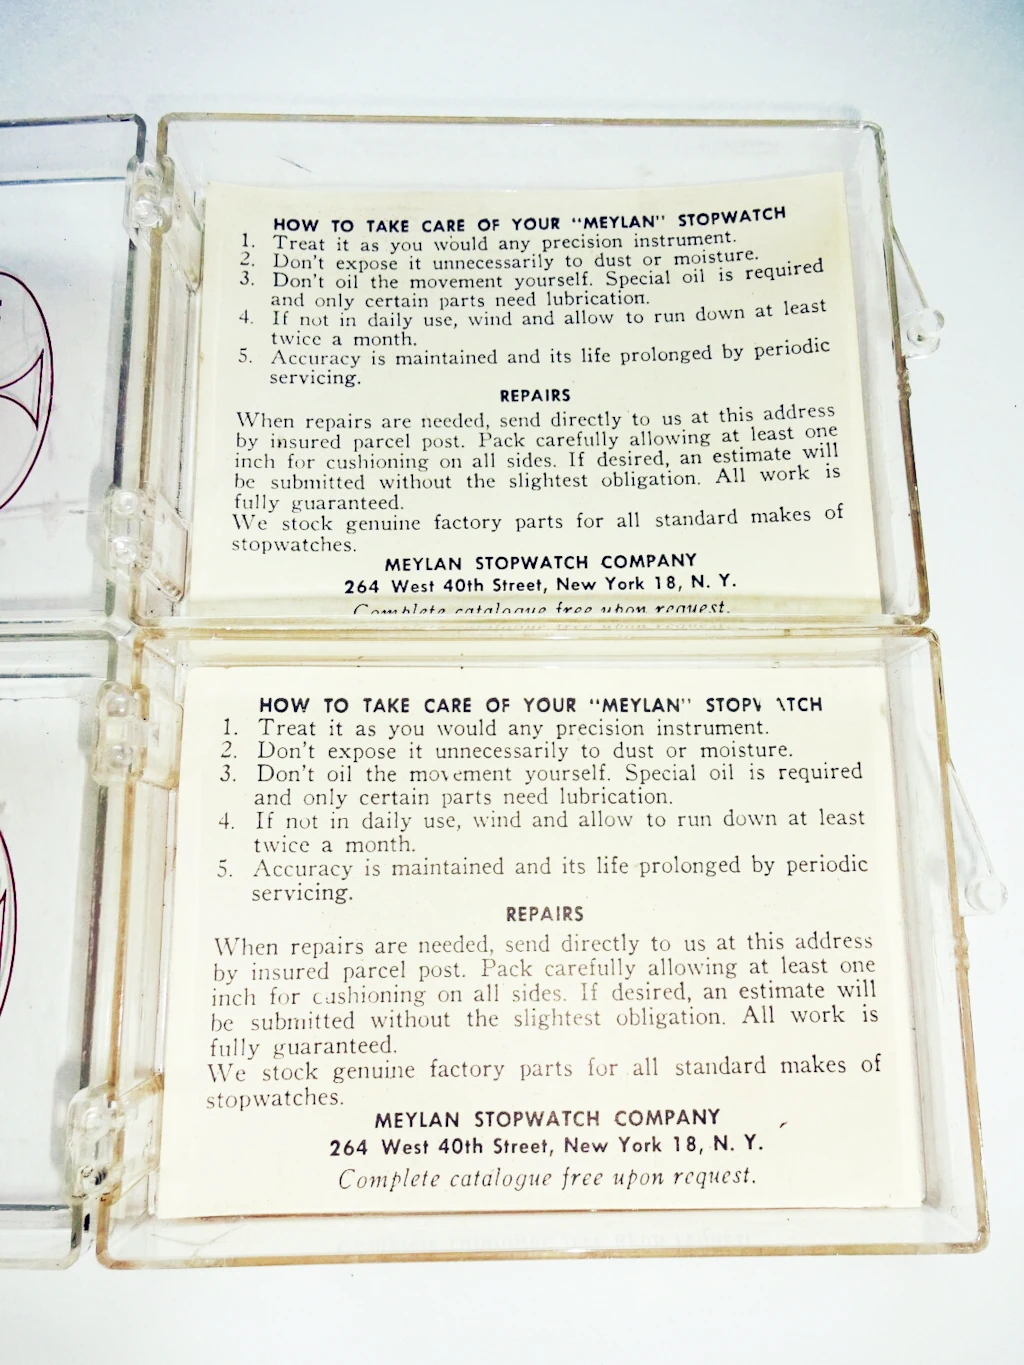 HOW TO TAKE CARE OF YOUR "MEYLAN" STOPWATCH
1. Treat it as you would any precision instrument.
2. Don't expose it unnecessarily to dust or moisture.
3. Don't oil the movement yourself. Special oil is required
and only certain parts need lubrication.
4. If not in daily use, wind and allow to run down at least
twice a month.
5. Accuracy is maintained and its life prolonged by periodic
servicing.
REPAIRS
When repairs are needed, send directly to us at this address
by insured parcel post. Pack carefully allowing at least one
inch for cushioning on all sides. If desired, an estimate will
be submitted without the slightest obligation. All work is
fully guaranteed.
We stock genuine factory parts for all standard makes of
stopwatches.
MEYLAN STOPWATCH COMPANY
264 West 40th Street, New York 18, N. Y.
Complete catalogue free upon request.
HOW TO TAKE CARE OF YOUR "MEYLAN" STOPWATCH
1. Treat it as you would any precision instrument.
2. Don't expose it unnecessarily to dust or moisture.
3. Don't oil the movement yourself. Special oil is required
and only certain parts need lubrication.
4. If not in daily use, wind and allow to run down at least
twice a month.
5. Accuracy is maintained and its life prolonged by periodic
servicing.
REPAIRS
When repairs are needed, send directly to us at this address
by insured parcel post. Pack carefully allowing at least one
inch for cushioning on all sides. If desired, an estimate will
be submitted without the slightest obligation. All work is
fully guaranteed.
We stock genuine factory parts for all standard makes of
stopwatches.
MEYLAN STOPWATCH COMPANY
264 West 40th Street, New York 18, N. Y.
Complete catalogue free upon request.